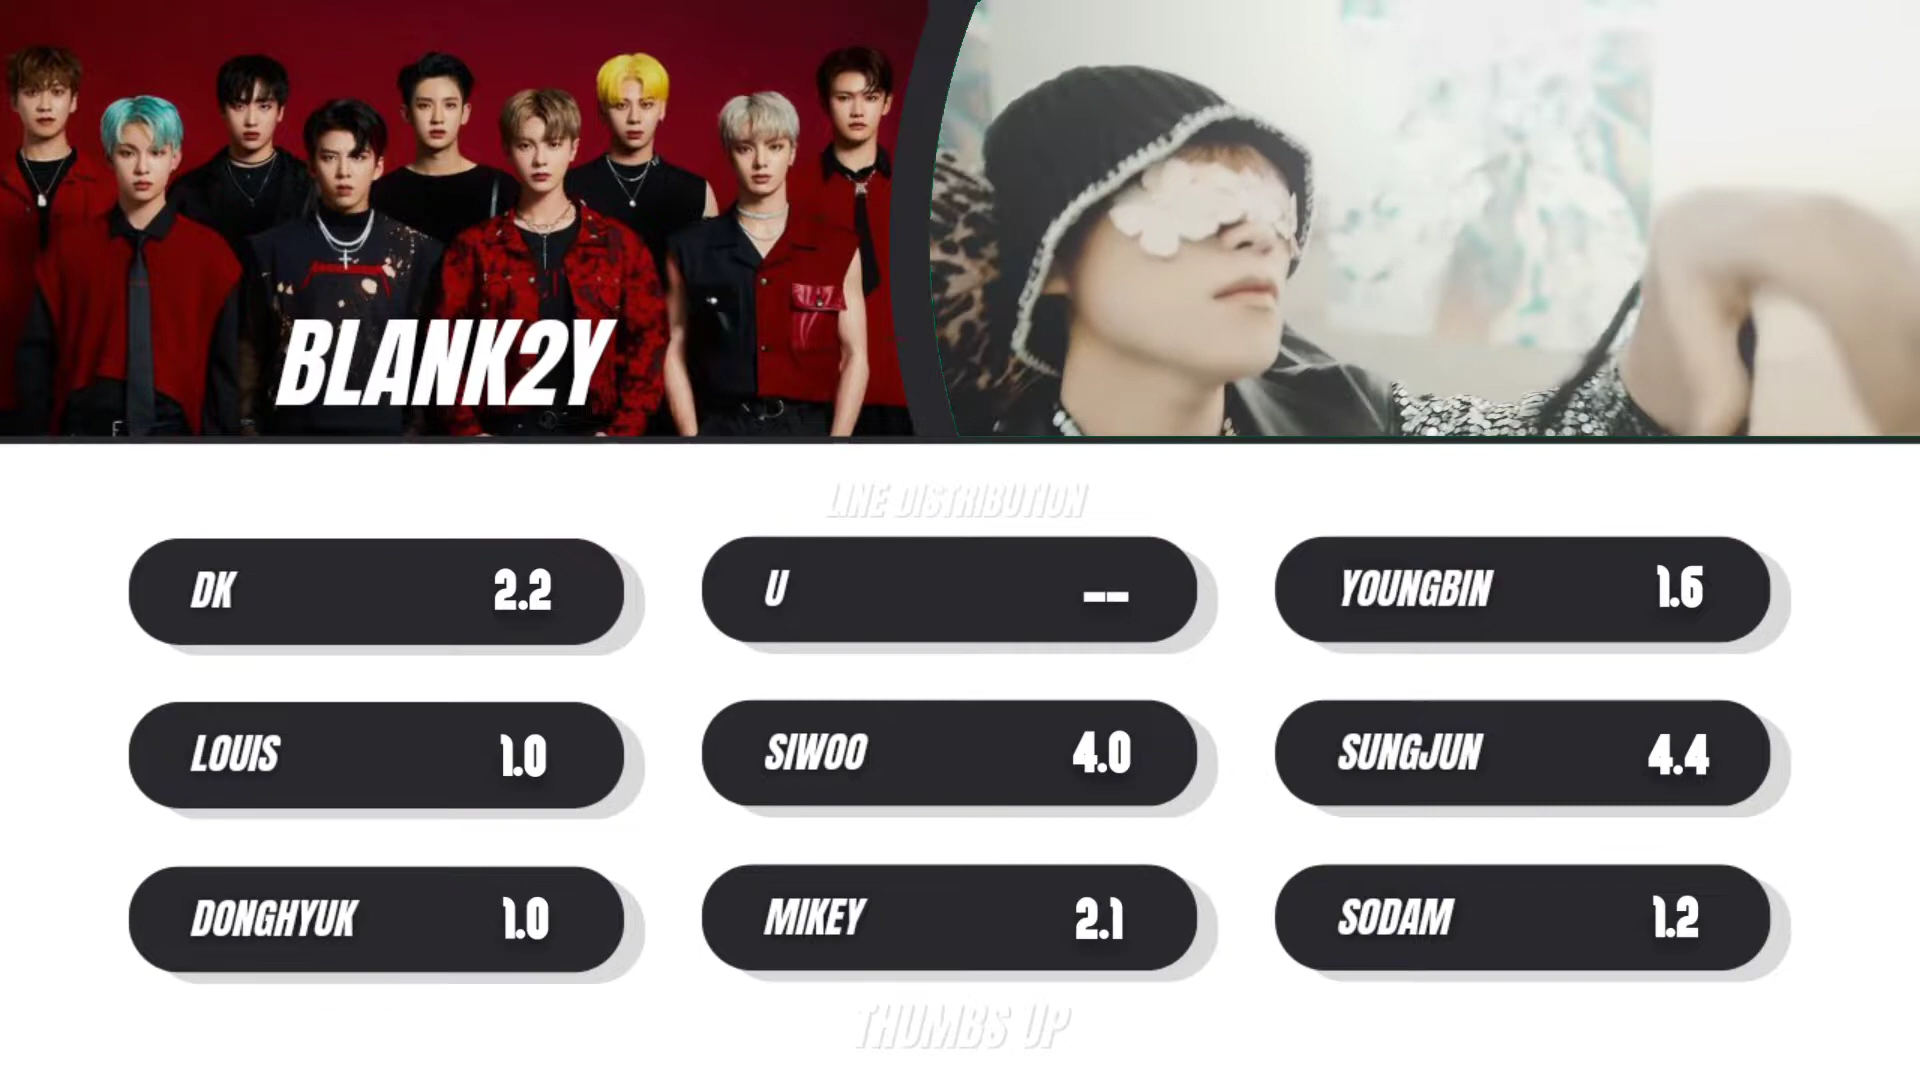 BLANK2Y
LINE DISTRIBUTION
DK 2.2
U --
YOUNGBIN 1.6
LOUIS 1.0
SIWOO 4.0
SUNGJUN 4.4
DONGHYUK 1.0
MIKEY 2.1
SODAM 1.2
THUMBS UP